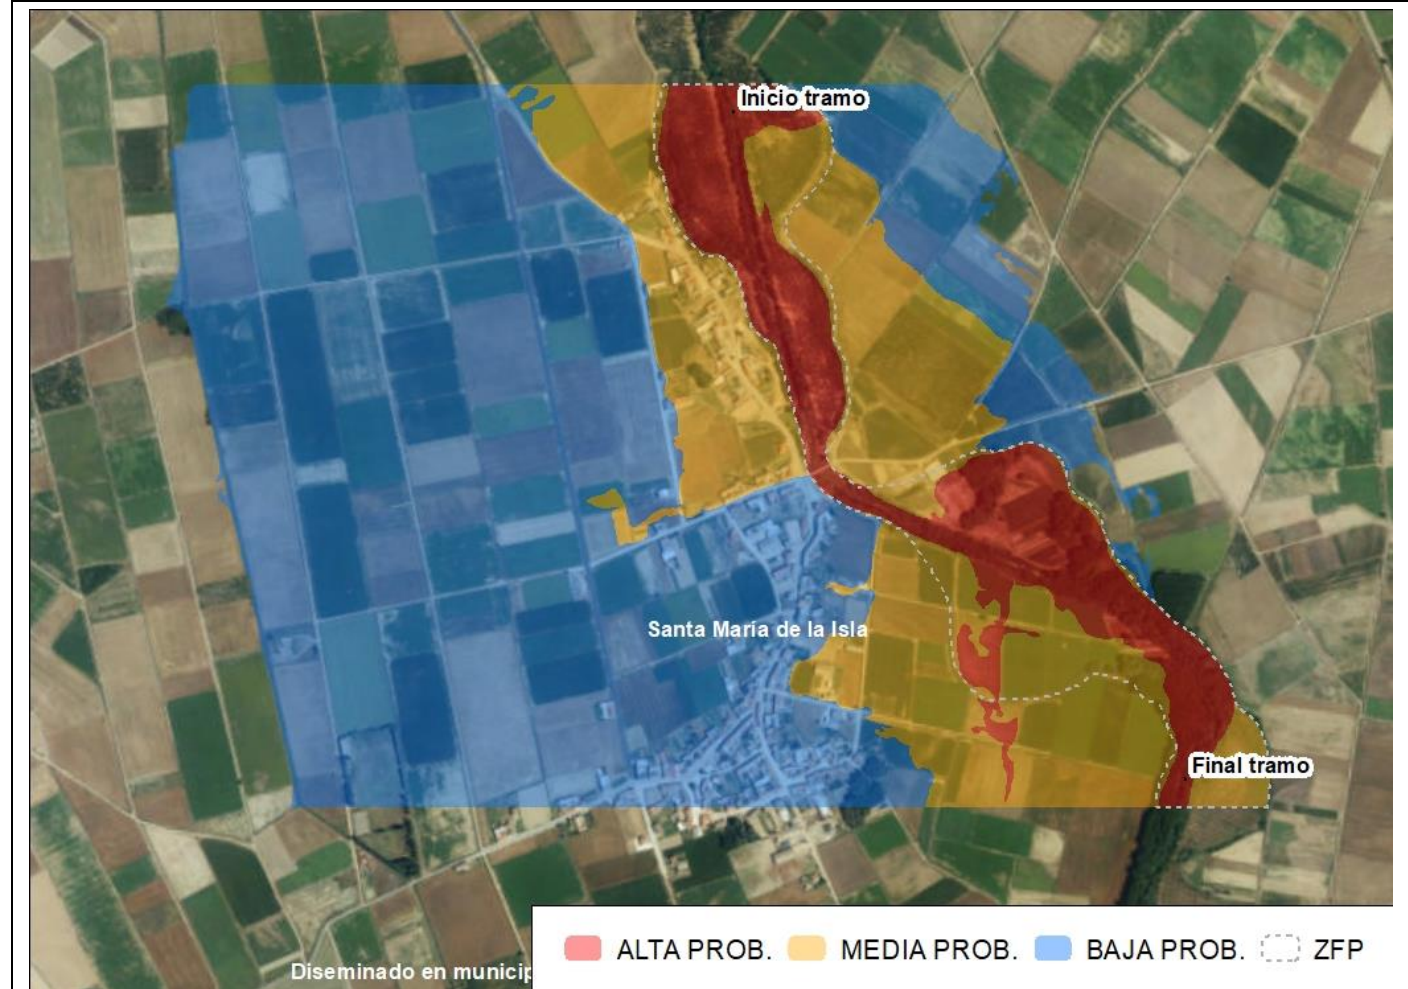 Inicio tramo
Santa María de la Isla
Final tramo
Diseminado en municip
ALTA PROB. MEDIA PROB. BAJA PROB. ZFP